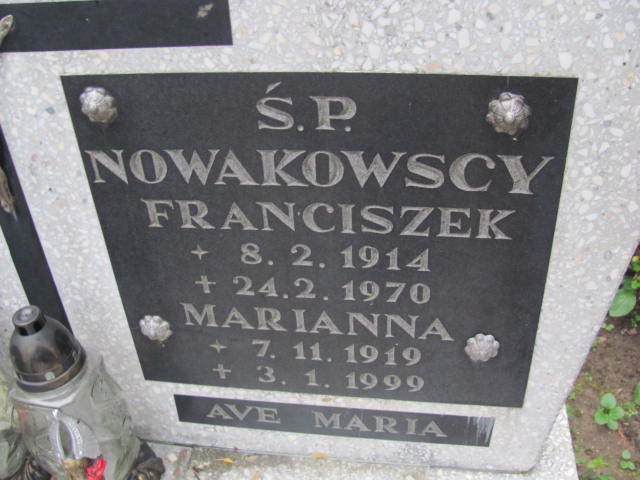 Ś.P.
NOWAKOWSCY
FRANCISZEK
✦ 8. 2. 1914
✝ 24. 2. 1970
MARIANNA
✦ 7. 11. 1919
✝ 3. 1. 1999
AVE MARIA